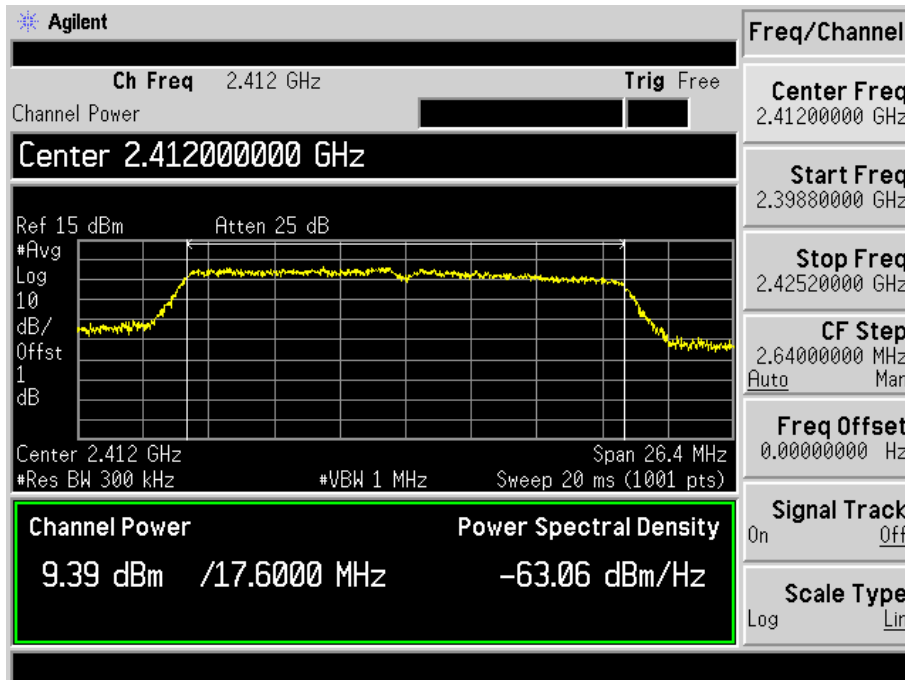 Agilent
Freq/Channel
Ch Freq 2.412 GHz Trig Free
Channel Power
Center 2.412000000 GHz
Ref 15 dBm Atten 25 dB
#Avg
Log
10
dB/
Offst
1
dB
Center 2.412 GHz Span 26.4 MHz
#Res BW 300 kHz #VBW 1 MHz Sweep 20 ms (1001 pts)
Channel Power Power Spectral Density
9.39 dBm /17.6000 MHz -63.06 dBm/Hz
Center Freq
2.41200000 GHz
Start Freq
2.39880000 GHz
Stop Freq
2.42520000 GHz
CF Step
2.64000000 MHz
Auto Man
Freq Offset
0.00000000 Hz
Signal Track
On Off
Scale Type
Log Lin